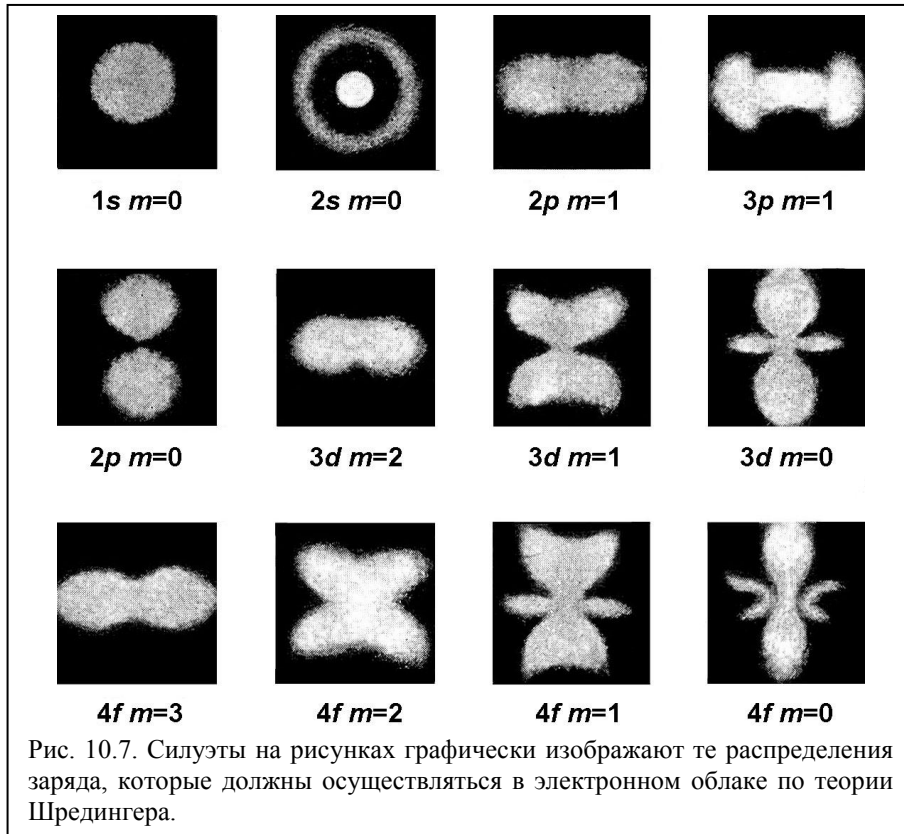 1s m=0 2s m=0 2p m=1 3p m=1
2p m=0 3d m=2 3d m=1 3d m=0
4f m=3 4f m=2 4f m=1 4f m=0
Рис. 10.7. Силуэты на рисунках графически изображают те распределения
заряда, которые должны осуществляться в электронном облаке по теории
Шредингера.